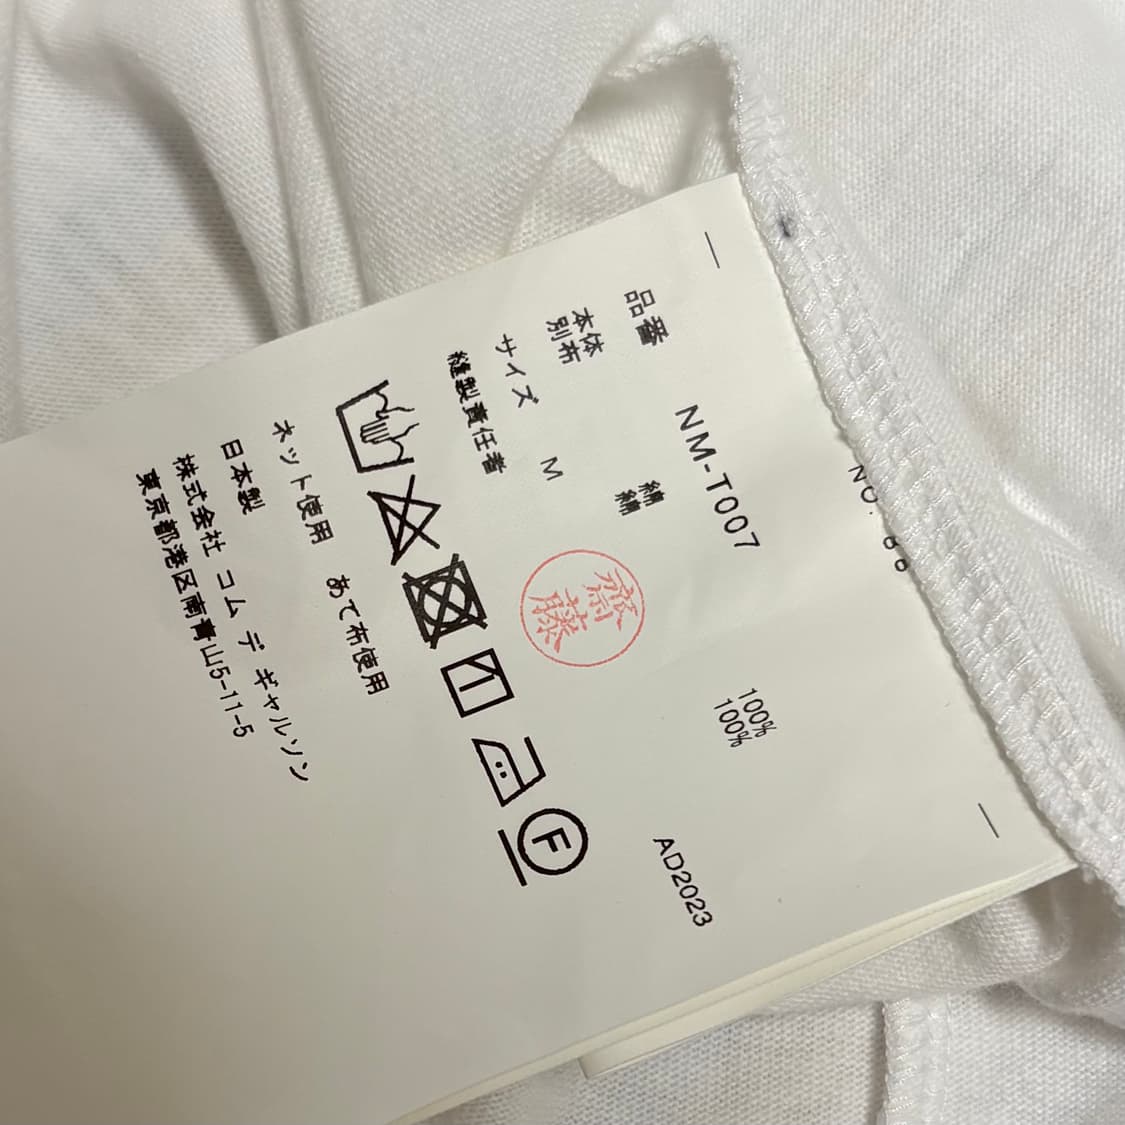 品番 NM-T007
本体 綿 100%
別布 綿 100%
AD2023
サイズ M
縫製責任者 齋藤
F
ネット使用 あて布使用
日本製
株式会社 コム デ ギャルソン
東京都港区南青山5-11-5